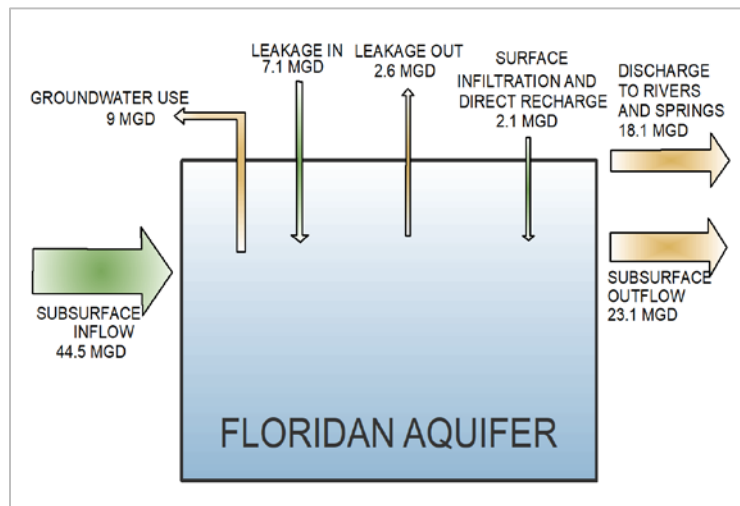 LEAKAGE IN
7.1 MGD
LEAKAGE OUT
2.6 MGD
SURFACE
INFILTRATION AND
DIRECT RECHARGE
2.1 MGD
DISCHARGE
TO RIVERS
AND SPRINGS
18.1 MGD
GROUNDWATER USE
9 MGD
SUBSURFACE
INFLOW
44.5 MGD
SUBSURFACE
OUTFLOW
23.1 MGD
FLORIDAN AQUIFER